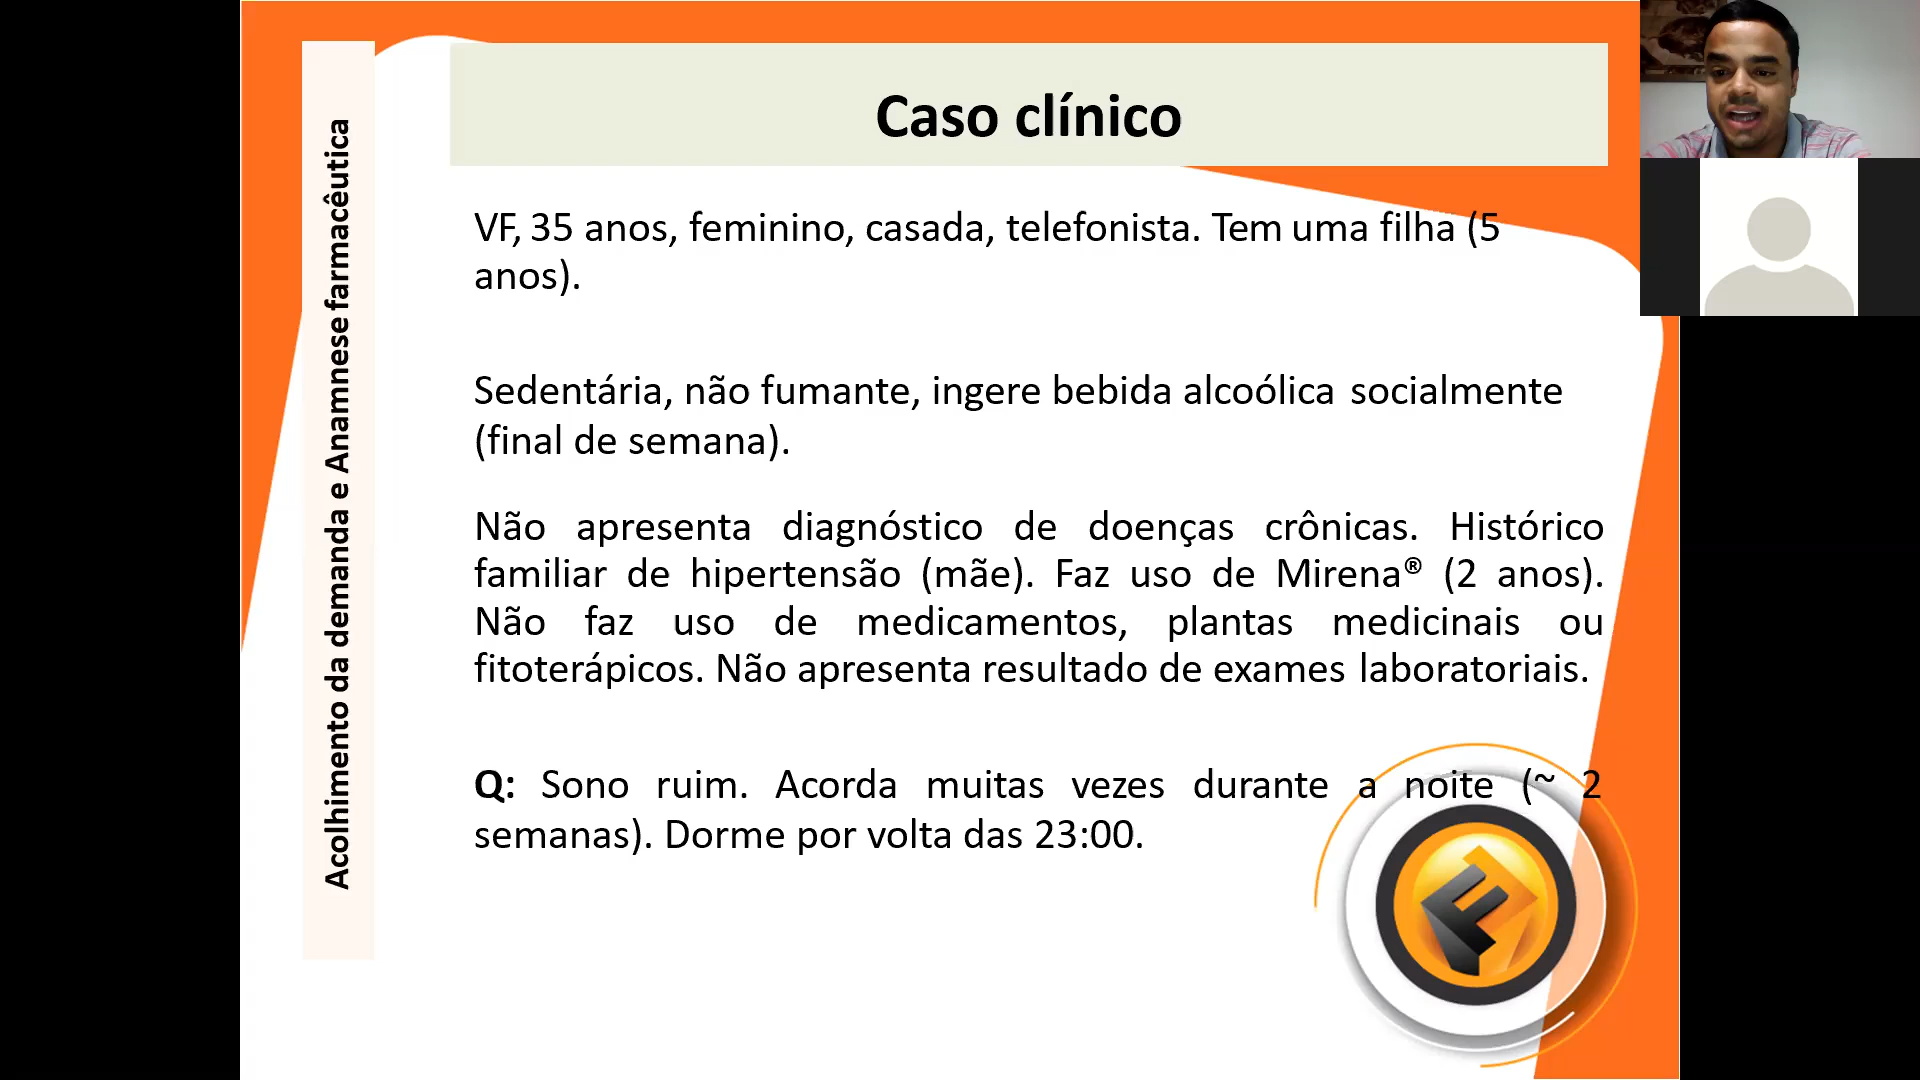 Caso clínico
Acolhimento da demanda e Anamnese farmacêutica
VF, 35 anos, feminino, casada, telefonista. Tem uma filha (5
anos).
Sedentária, não fumante, ingere bebida alcoólica socialmente
(final de semana).
Não apresenta diagnóstico de doenças crônicas. Histórico
familiar de hipertensão (mãe). Faz uso de Mirena® (2 anos).
Não faz uso de medicamentos, plantas medicinais ou
fitoterápicos. Não apresenta resultado de exames laboratoriais.
Q: Sono ruim. Acorda muitas vezes durante a noite (~ 2
semanas). Dorme por volta das 23:00.